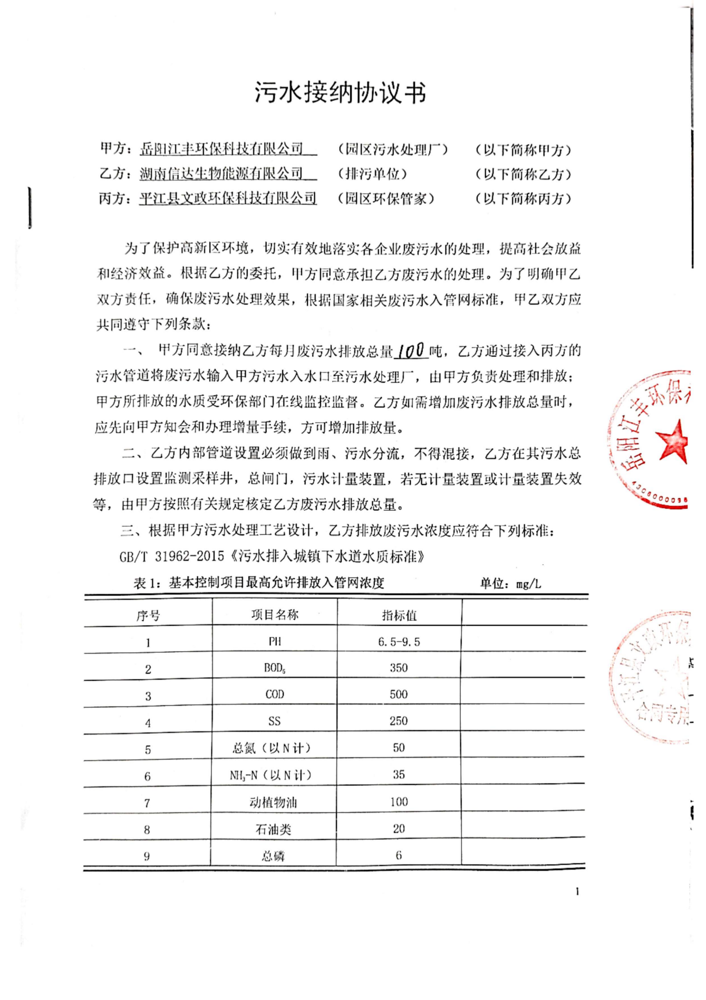 污水接纳协议书
甲方：岳阳江丰环保科技有限公司 （园区污水处理厂） （以下简称甲方）
乙方：湖南信达生物能源有限公司 （排污单位） （以下简称乙方）
丙方：平江县文政环保科技有限公司 （园区环保管家） （以下简称丙方）
为了保护高新区环境，切实有效地落实各企业废污水的处理，提高社会放益
和经济效益。根据乙方的委托，甲方同意承担乙方废污水的处理。为了明确甲乙
双方责任，确保废污水处理效果，根据国家相关废污水入管网标准，甲乙双方应
共同遵守下列条款：
一、 甲方同意接纳乙方每月废污水排放总量100吨，乙方通过接入丙方的
污水管道将废污水输入甲方污水入水口至污水处理厂，由甲方负责处理和排放；
甲方所排放的水质受环保部门在线监控监督。乙方如需增加废污水排放总量时，
应先向甲方知会和办理增量手续，方可增加排放量。
二、乙方内部管道设置必须做到雨、污水分流，不得混接，乙方在其污水总
排放口设置监测采样井，总闸门，污水计量装置，若无计量装置或计量装置失效
等，由甲方按照有关规定核定乙方废污水排放总量。
三、根据甲方污水处理工艺设计，乙方排放废污水浓度应符合下列标准：
GB/T 31962-2015《污水排入城镇下水道水质标准》
表1：基本控制项目最高允许排放入管网浓度 单位：mg/L
序号 项目名称 指标值
1 PH 6.5-9.5
2 BOD₅ 350
3 COD 500
4 SS 250
5 总氮（以N计） 50
6 NH₃-N（以N计） 35
7 动植物油 100
8 石油类 20
9 总磷 6
1
岳阳江丰环保
平江县文政环保
合同专用